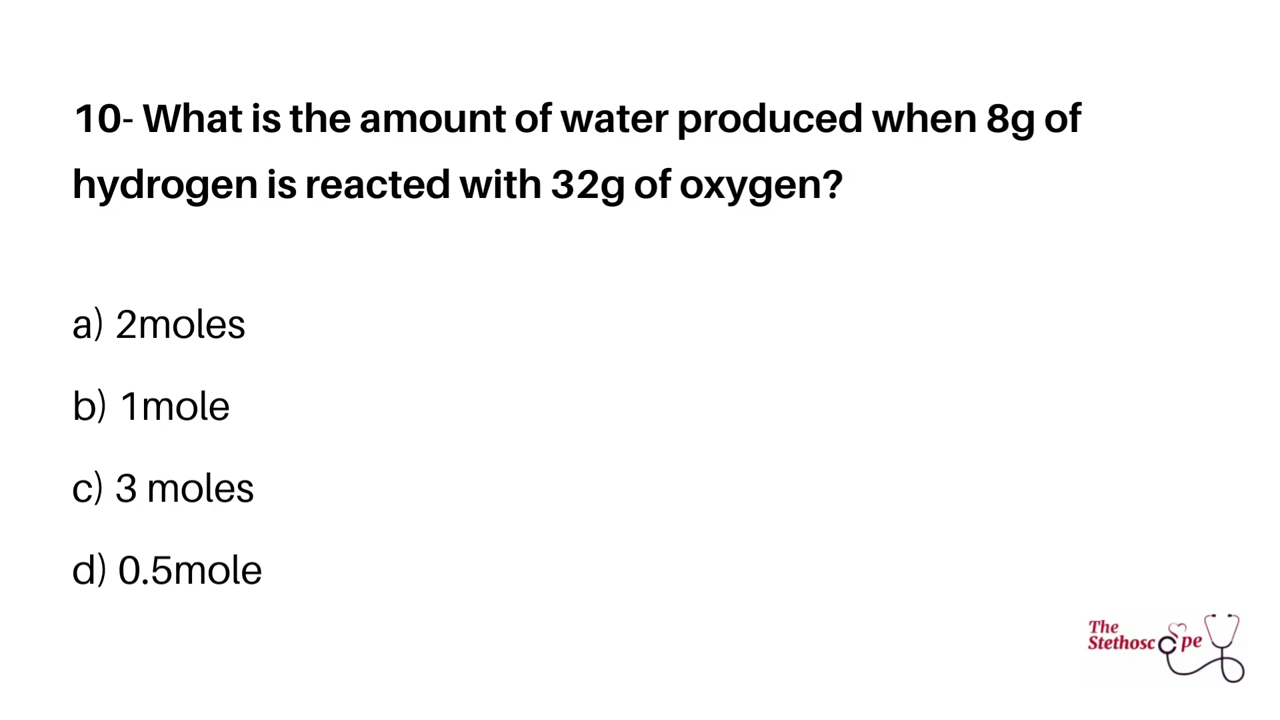 10- What is the amount of water produced when 8g of
hydrogen is reacted with 32g of oxygen?
a) 2moles
b) 1mole
c) 3 moles
d) 0.5mole
The
Stethoscope